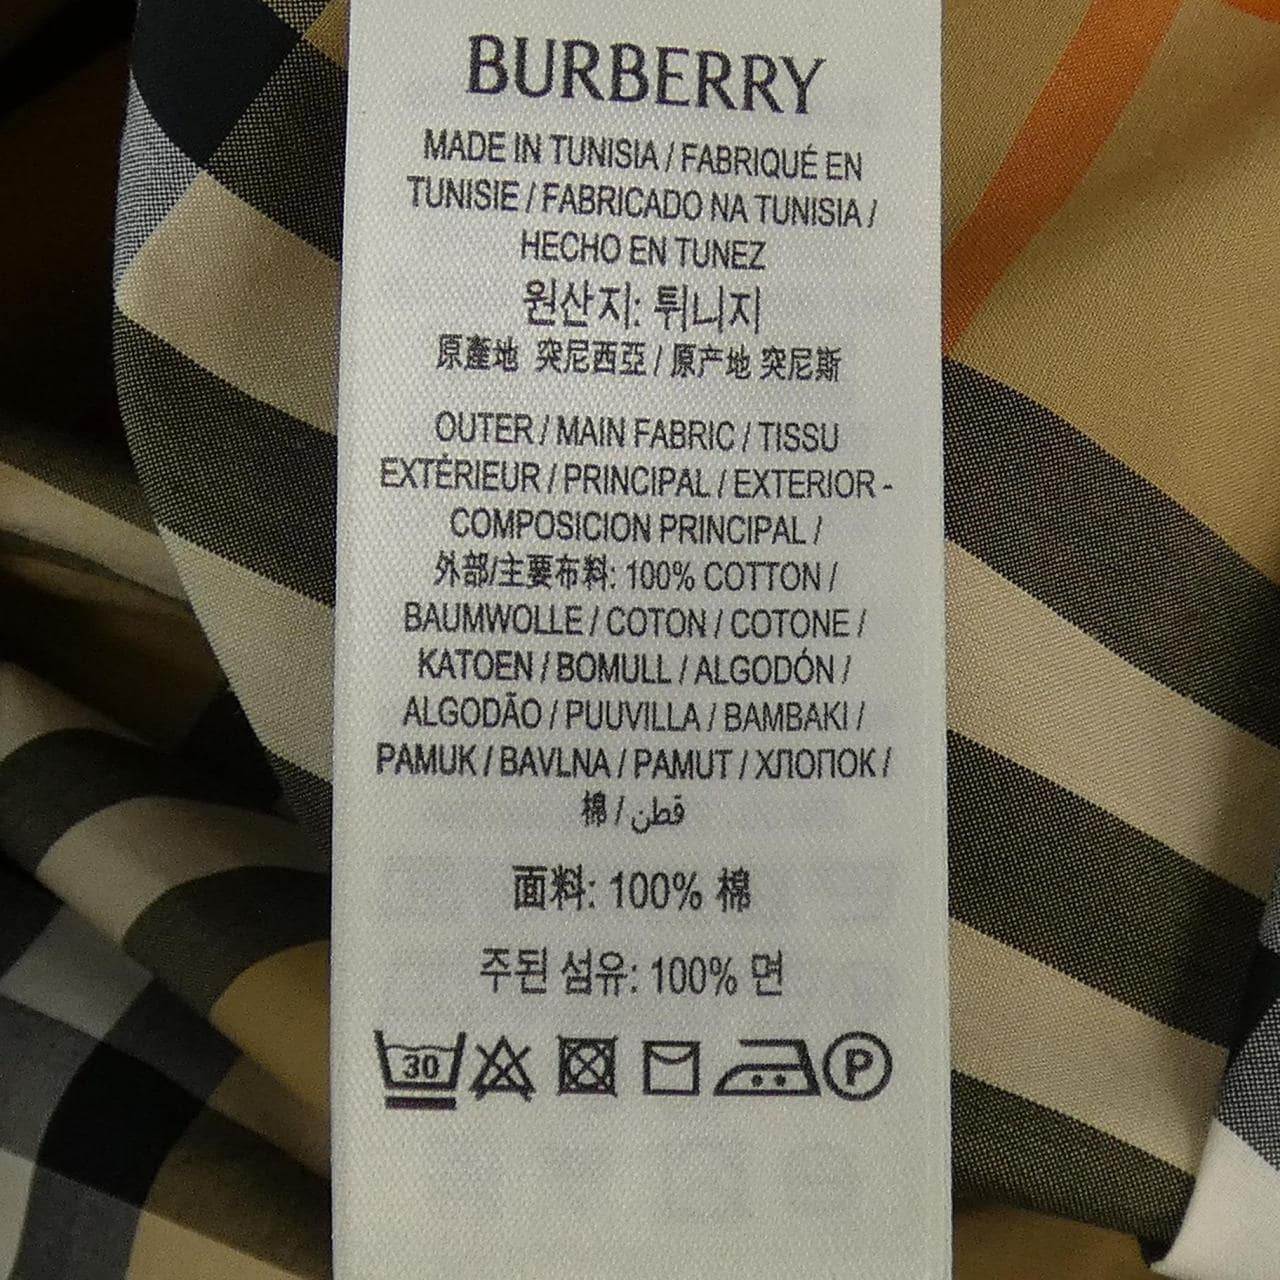 BURBERRY
MADE IN TUNISIA / FABRIQUÉ EN
TUNISIE / FABRICADO NA TUNISIA /
HECHO EN TUNEZ
원산지: 튀니지
原產地 突尼西亞 / 原产地 突尼斯
OUTER / MAIN FABRIC / TISSU
EXTÉRIEUR / PRINCIPAL / EXTERIOR -
COMPOSICION PRINCIPAL /
外部/主要布料: 100% COTTON /
BAUMWOLLE / COTON / COTONE /
KATOEN / BOMULL / ALGODÓN /
ALGODÃO / PUUVILLA / BAMBAKI /
PAMUK / BAVLNA / PAMUT / ХЛОПОК /
棉 / قطن
面料: 100% 棉
주된 섬유: 100% 면
30 P